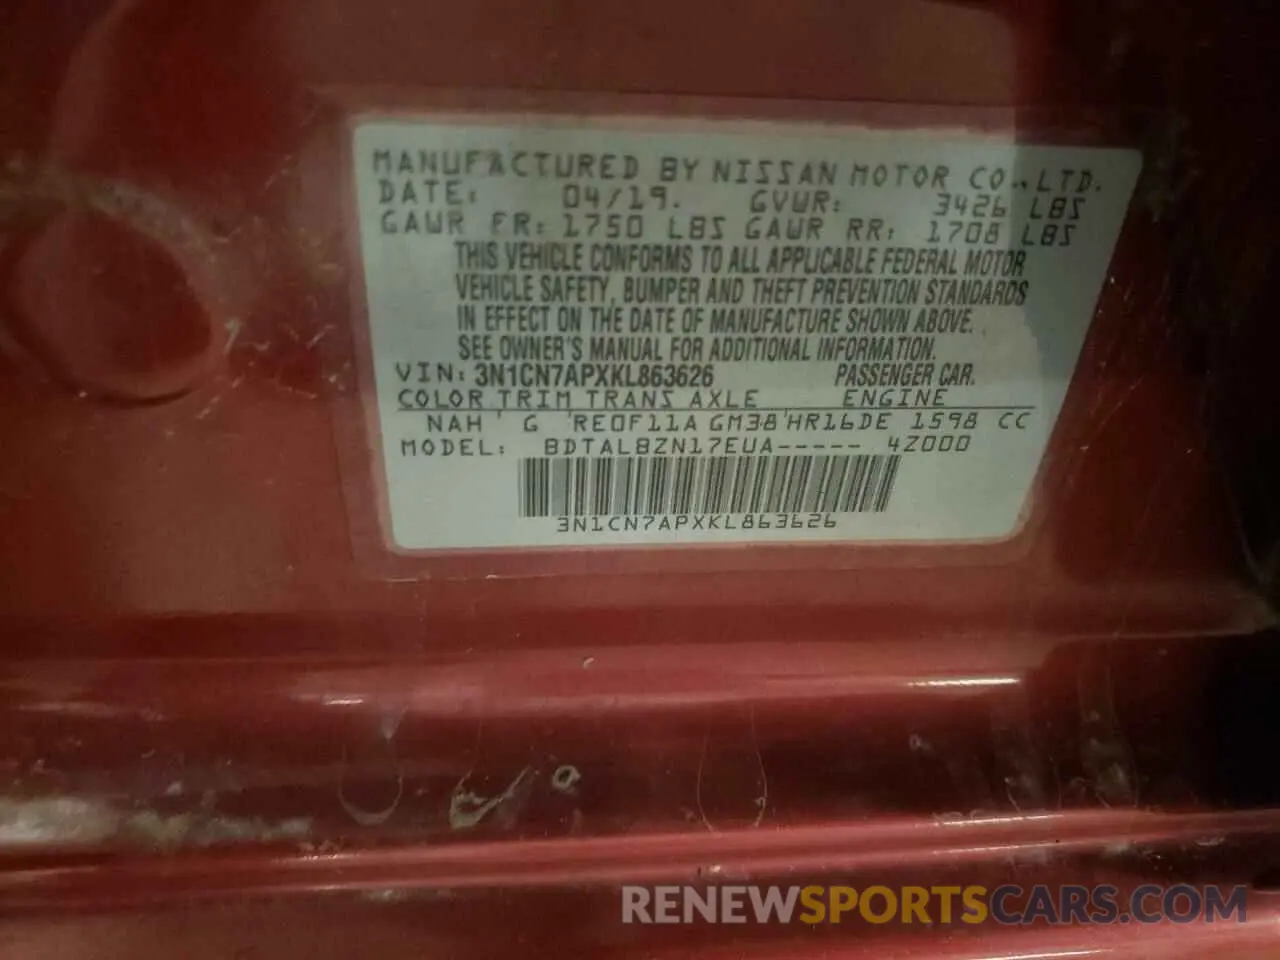 MANUFACTURED BY NISSAN MOTOR CO., LTD.
DATE: 04/19. GVWR: 3426 LBS
GAWR FR: 1750 LBS GAWR RR: 1708 LBS
THIS VEHICLE CONFORMS TO ALL APPLICABLE FEDERAL MOTOR
VEHICLE SAFETY, BUMPER AND THEFT PREVENTION STANDARDS
IN EFFECT ON THE DATE OF MANUFACTURE SHOWN ABOVE.
SEE OWNER'S MANUAL FOR ADDITIONAL INFORMATION.
VIN: 3N1CN7APXKL863626 PASSENGER CAR.
COLOR TRIM TRANS AXLE ENGINE
NAH ' G 'RE0F11A GM38'HR16DE 1598 CC
MODEL: BDTALBZN17EUA----- 4Z000
3N1CN7APXKL863626
RENEWSPORTSCARS.COM